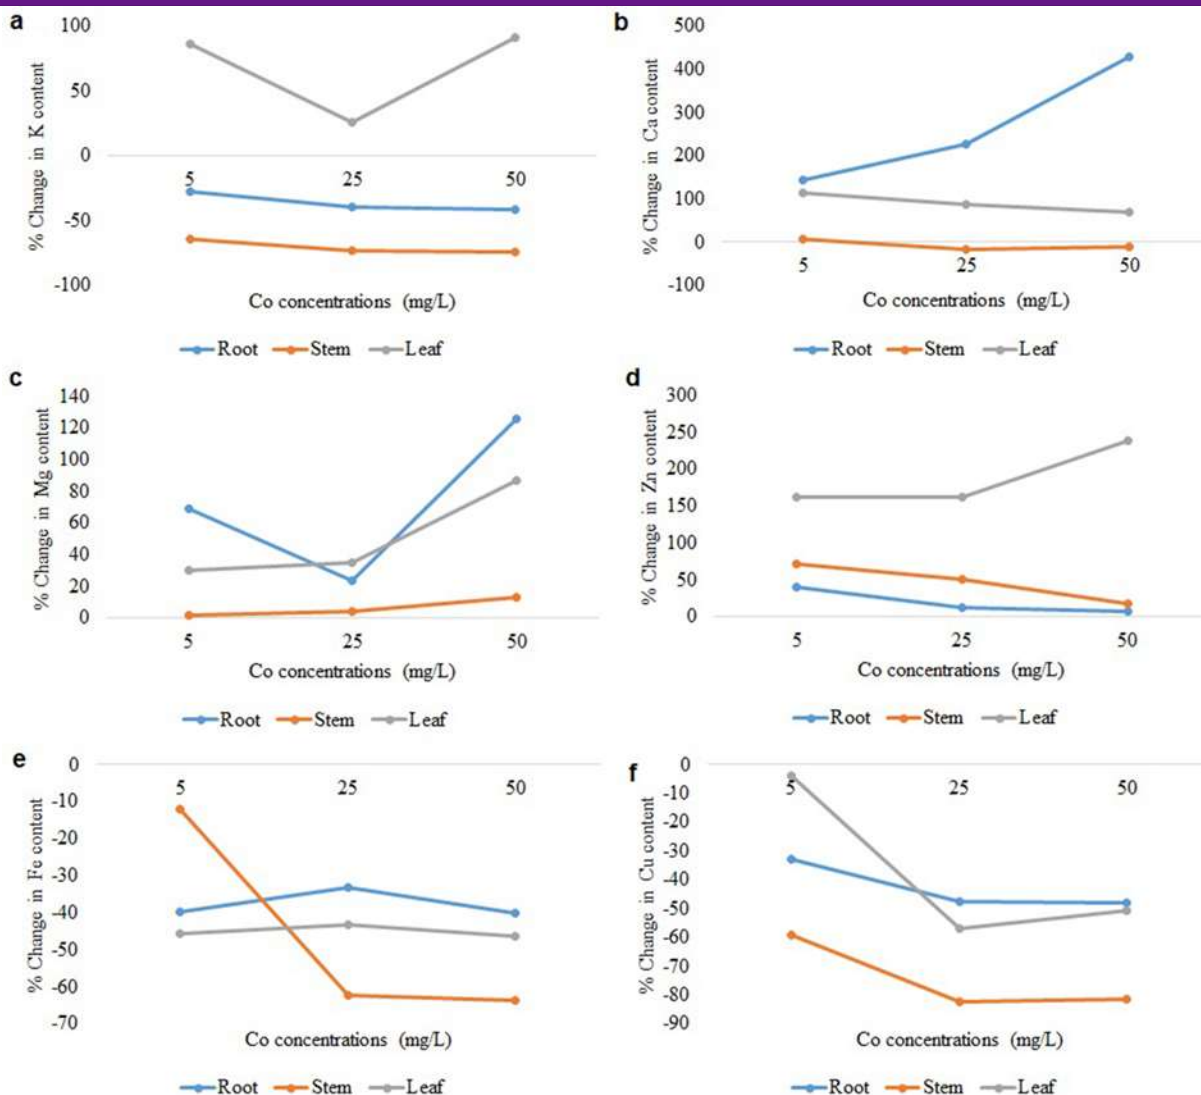 a
100
50
0
-50
-100
% Change in K content
5 25 50
Co concentrations (mg/L)
Root Stem Leaf
b
500
400
300
200
100
0
-100
% Change in Ca content
5 25 50
Co concentrations (mg/L)
Root Stem Leaf
c
140
120
100
80
60
40
20
0
% Change in Mg content
5 25 50
Co concentrations (mg/L)
Root Stem Leaf
d
300
250
200
150
100
50
0
% Change in Zn content
5 25 50
Co concentrations (mg/L)
Root Stem Leaf
e
0
-10
-20
-30
-40
-50
-60
-70
% Change in Fe content
5 25 50
Co concentrations (mg/L)
Root Stem Leaf
f
0
-10
-20
-30
-40
-50
-60
-70
-80
-90
% Change in Cu content
5 25 50
Co concentrations (mg/L)
Root Stem Leaf